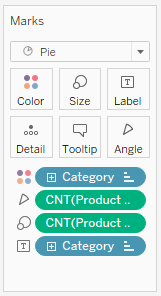 Marks
Pie
Color Size Label
Detail Tooltip Angle
Category
CNT(Product ..
CNT(Product ..
Category